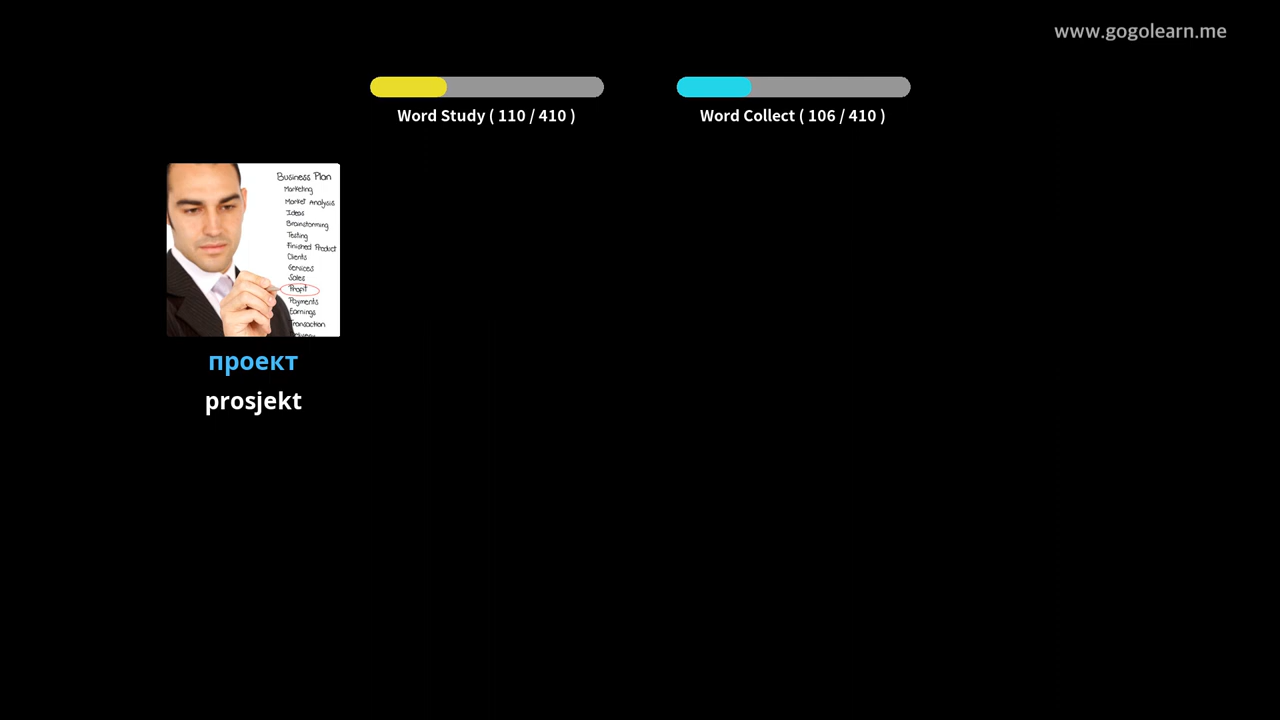 www.gogolearn.me
Word Study ( 110 / 410 )
Word Collect ( 106 / 410 )
Business Plan
Marketing
Market Analysis
Ideas
Brainstorming
Testing
Finished Product
Clients
Services
Sales
Profit
Payments
Earnings
Transaction
проект
prosjekt